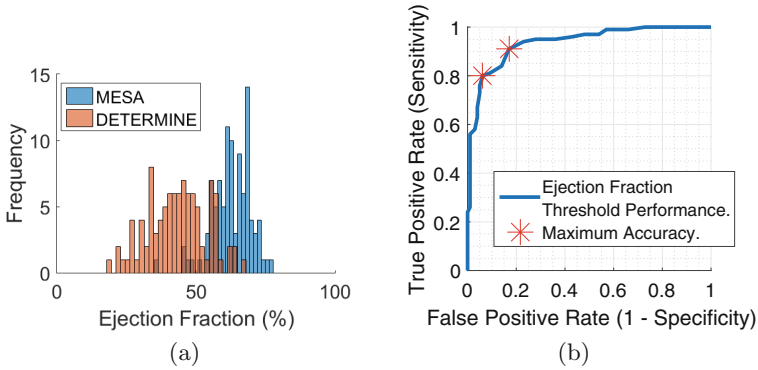 15
10
5
0
Frequency
MESA
DETERMINE
0
50
100
Ejection Fraction (%)
(a)
1
0.8
0.6
0.4
0.2
0
True Positive Rate (Sensitivity)
Ejection Fraction
Threshold Performance.
Maximum Accuracy.
0
0.2
0.4
0.6
0.8
1
False Positive Rate (1 - Specificity)
(b)